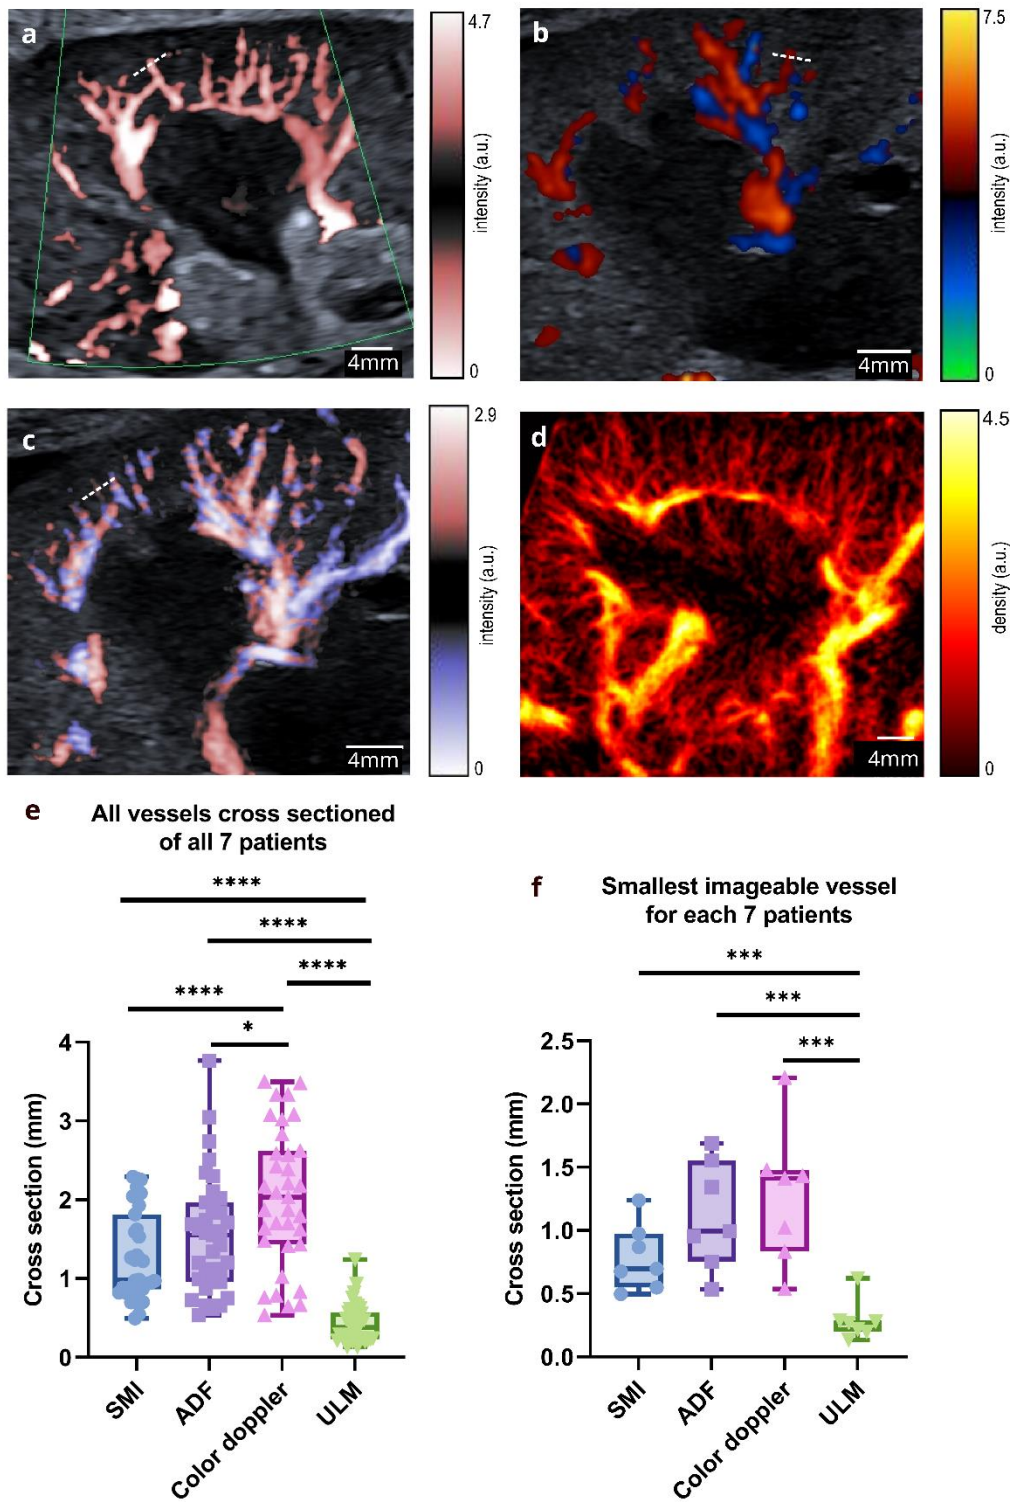 a
4.7
intensity (a.u.)
0
4mm
b
7.5
intensity (a.u.)
0
4mm
c
2.9
intensity (a.u.)
0
4mm
d
4.5
density (a.u.)
0
4mm
e
All vessels cross sectioned
of all 7 patients
****
****
****
****
*
Cross section (mm)
4
3
2
1
0
SMI
ADF
Color doppler
ULM
f
Smallest imageable vessel
for each 7 patients
***
***
***
Cross section (mm)
2.5
2.0
1.5
1.0
0.5
0.0
SMI
ADF
Color doppler
ULM